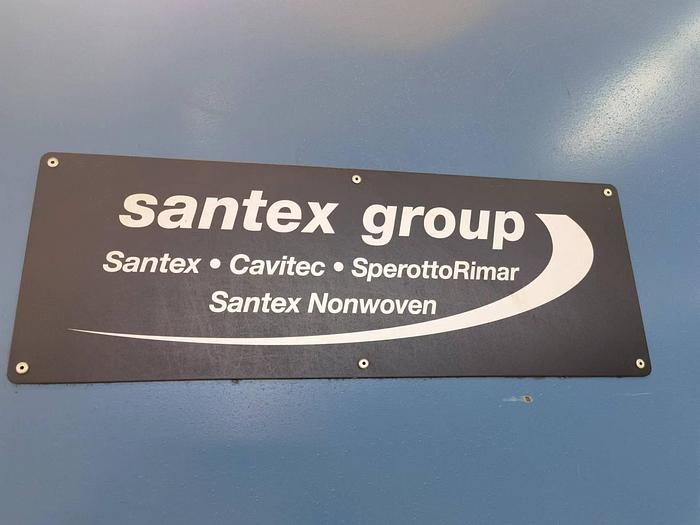 santex group
Santex • Cavitec • SperottoRimar
Santex Nonwoven